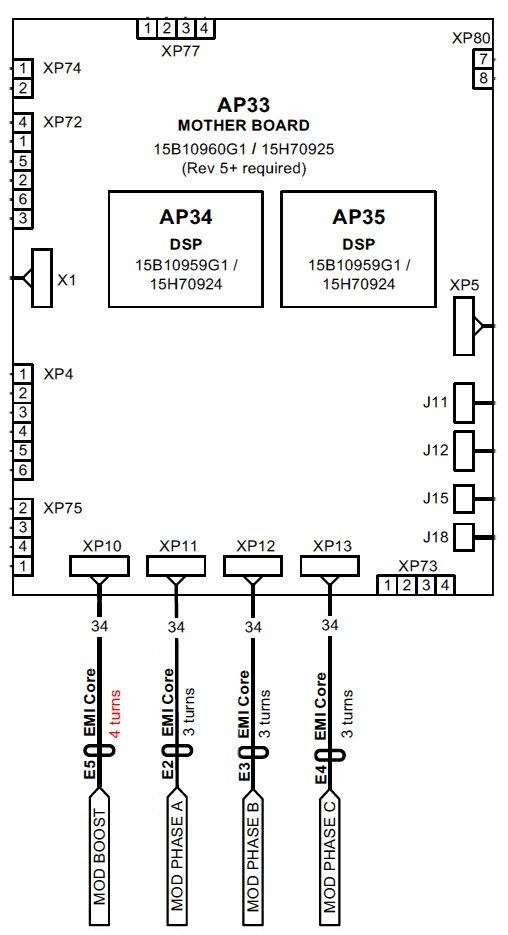 1 2 3 4
XP77
XP80
7
8
1
2
XP74
4
1
5
2
6
3
XP72
AP33
MOTHER BOARD
15B10960G1 / 15H70925
(Rev 5+ required)
AP34
DSP
15B10959G1 /
15H70924
AP35
DSP
15B10959G1 /
15H70924
X1
XP5
1
2
3
4
5
6
XP4
J11
J12
J15
J18
2
3
4
1
XP75
XP10
XP11
XP12
XP13
XP73
1 2 3 4
34
34
34
34
E5 EMI Core
4 turns
E2 EMI Core
3 turns
E3 EMI Core
3 turns
E4 EMI Core
3 turns
MOD BOOST
MOD PHASE A
MOD PHASE B
MOD PHASE C